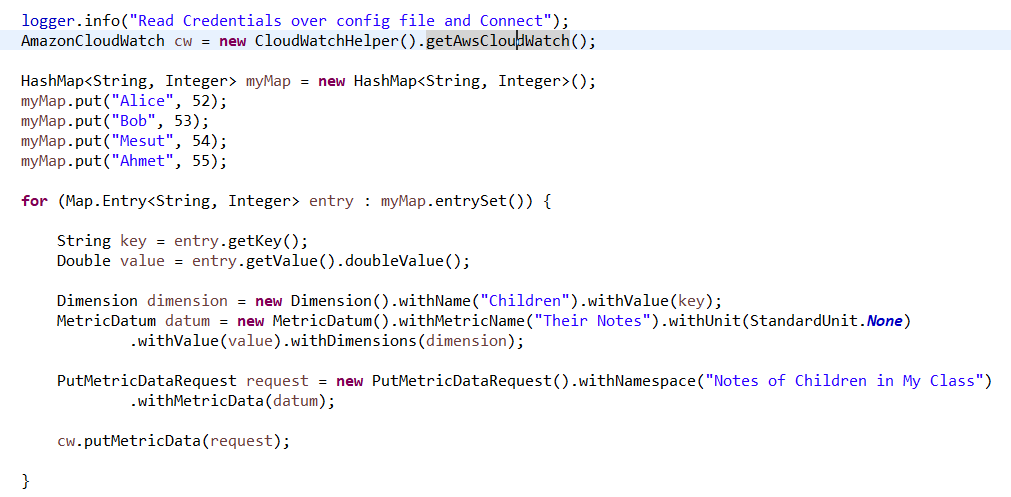 logger.info("Read Credentials over config file and Connect");
AmazonCloudWatch cw = new CloudWatchHelper().getAwsCloudWatch();
HashMap<String, Integer> myMap = new HashMap<String, Integer>();
myMap.put("Alice", 52);
myMap.put("Bob", 53);
myMap.put("Mesut", 54);
myMap.put("Ahmet", 55);
for (Map.Entry<String, Integer> entry : myMap.entrySet()) {
String key = entry.getKey();
Double value = entry.getValue().doubleValue();
Dimension dimension = new Dimension().withName("Children").withValue(key);
MetricDatum datum = new MetricDatum().withMetricName("Their Notes").withUnit(StandardUnit.None)
.withValue(value).withDimensions(dimension);
PutMetricDataRequest request = new PutMetricDataRequest().withNamespace("Notes of Children in My Class")
.withMetricData(datum);
cw.putMetricData(request);
}